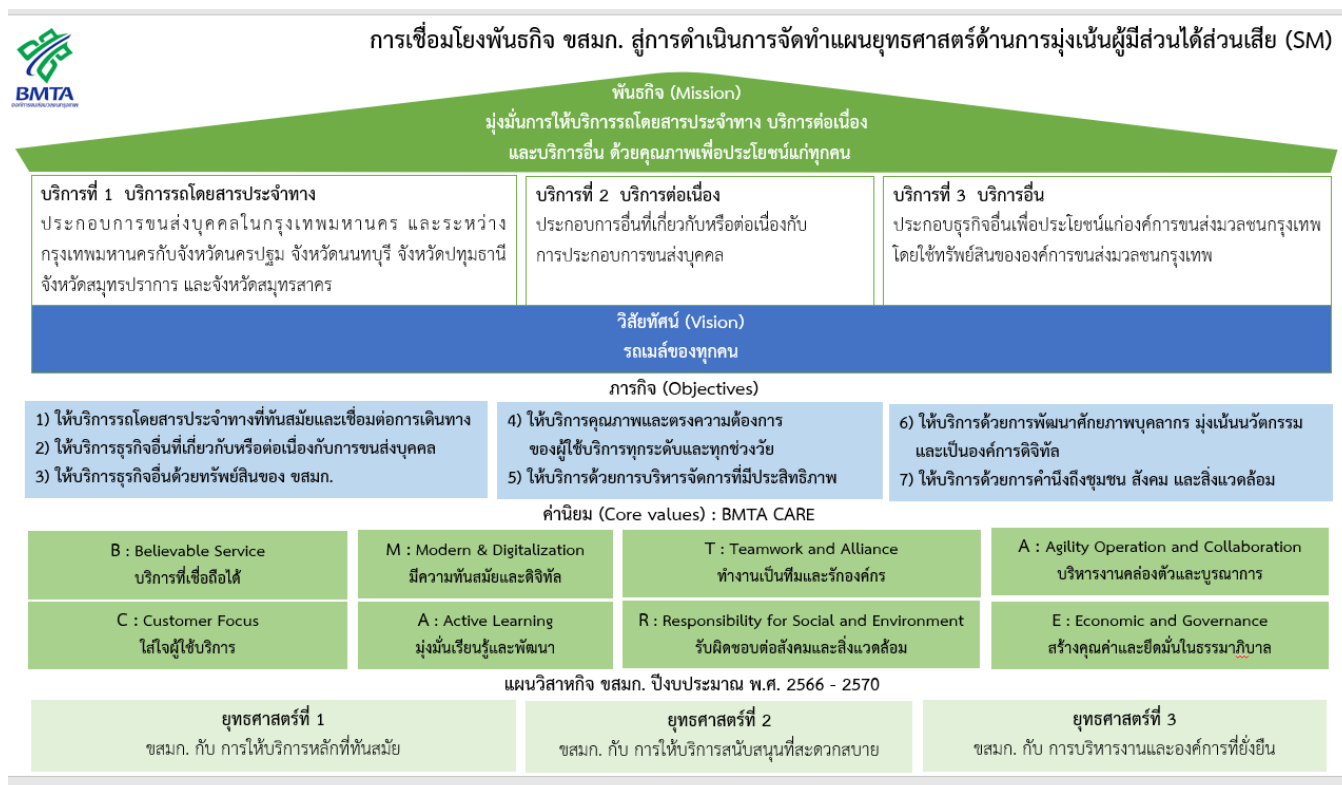 การเชื่อมโยงพันธกิจ ขสมก. สู่การดำเนินการจัดทำแผนยุทธศาสตร์ด้านการมุ่งเน้นผู้มีส่วนได้ส่วนเสีย (SM)
BMTA
องค์การขนส่งมวลชนกรุงเทพ
พันธกิจ (Mission)
มุ่งมั่นการให้บริการรถโดยสารประจำทาง บริการต่อเนื่อง
และบริการอื่น ด้วยคุณภาพเพื่อประโยชน์แก่ทุกคน
บริการที่ 1 บริการรถโดยสารประจำทาง
ประกอบการขนส่งบุคคลในกรุงเทพมหานคร และระหว่าง
กรุงเทพมหานครกับจังหวัดนครปฐม จังหวัดนนทบุรี จังหวัดปทุมธานี
จังหวัดสมุทรปราการ และจังหวัดสมุทรสาคร
บริการที่ 2 บริการต่อเนื่อง
ประกอบการอื่นที่เกี่ยวกับหรือต่อเนื่องกับ
การประกอบการขนส่งบุคคล
บริการที่ 3 บริการอื่น
ประกอบธุรกิจอื่นเพื่อประโยชน์แก่องค์การขนส่งมวลชนกรุงเทพ
โดยใช้ทรัพย์สินขององค์การขนส่งมวลชนกรุงเทพ
วิสัยทัศน์ (Vision)
รถเมล์ของทุกคน
ภารกิจ (Objectives)
1) ให้บริการรถโดยสารประจำทางที่ทันสมัยและเชื่อมต่อการเดินทาง
2) ให้บริการธุรกิจอื่นที่เกี่ยวกับหรือต่อเนื่องกับการขนส่งบุคคล
3) ให้บริการธุรกิจอื่นด้วยทรัพย์สินของ ขสมก.
4) ให้บริการคุณภาพและตรงความต้องการ
ของผู้ใช้บริการทุกระดับและทุกช่วงวัย
5) ให้บริการด้วยการบริหารจัดการที่มีประสิทธิภาพ
6) ให้บริการด้วยการพัฒนาศักยภาพบุคลากร มุ่งเน้นนวัตกรรม
และเป็นองค์การดิจิทัล
7) ให้บริการด้วยการคำนึงถึงชุมชน สังคม และสิ่งแวดล้อม
ค่านิยม (Core values) : BMTA CARE
B : Believable Service
บริการที่เชื่อถือได้
M : Modern & Digitalization
มีความทันสมัยและดิจิทัล
T : Teamwork and Alliance
ทำงานเป็นทีมและรักองค์กร
A : Agility Operation and Collaboration
บริหารงานคล่องตัวและบูรณาการ
C : Customer Focus
ใส่ใจผู้ใช้บริการ
A : Active Learning
มุ่งมั่นเรียนรู้และพัฒนา
R : Responsibility for Social and Environment
รับผิดชอบต่อสังคมและสิ่งแวดล้อม
E : Economic and Governance
สร้างคุณค่าและยึดมั่นในธรรมาภิบาล
แผนวิสาหกิจ ขสมก. ปีงบประมาณ พ.ศ. 2566 - 2570
ยุทธศาสตร์ที่ 1
ขสมก. กับ การให้บริการหลักที่ทันสมัย
ยุทธศาสตร์ที่ 2
ขสมก. กับ การให้บริการสนับสนุนที่สะดวกสบาย
ยุทธศาสตร์ที่ 3
ขสมก. กับ การบริหารงานและองค์การที่ยั่งยืน